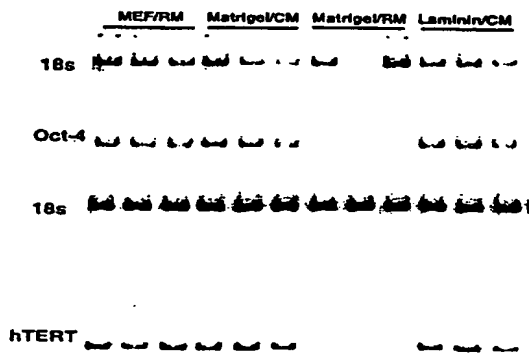 MEF/RM Matrigel/CM Matrigel/RM Laminin/CM
18s
Oct-4
18s
hTERT